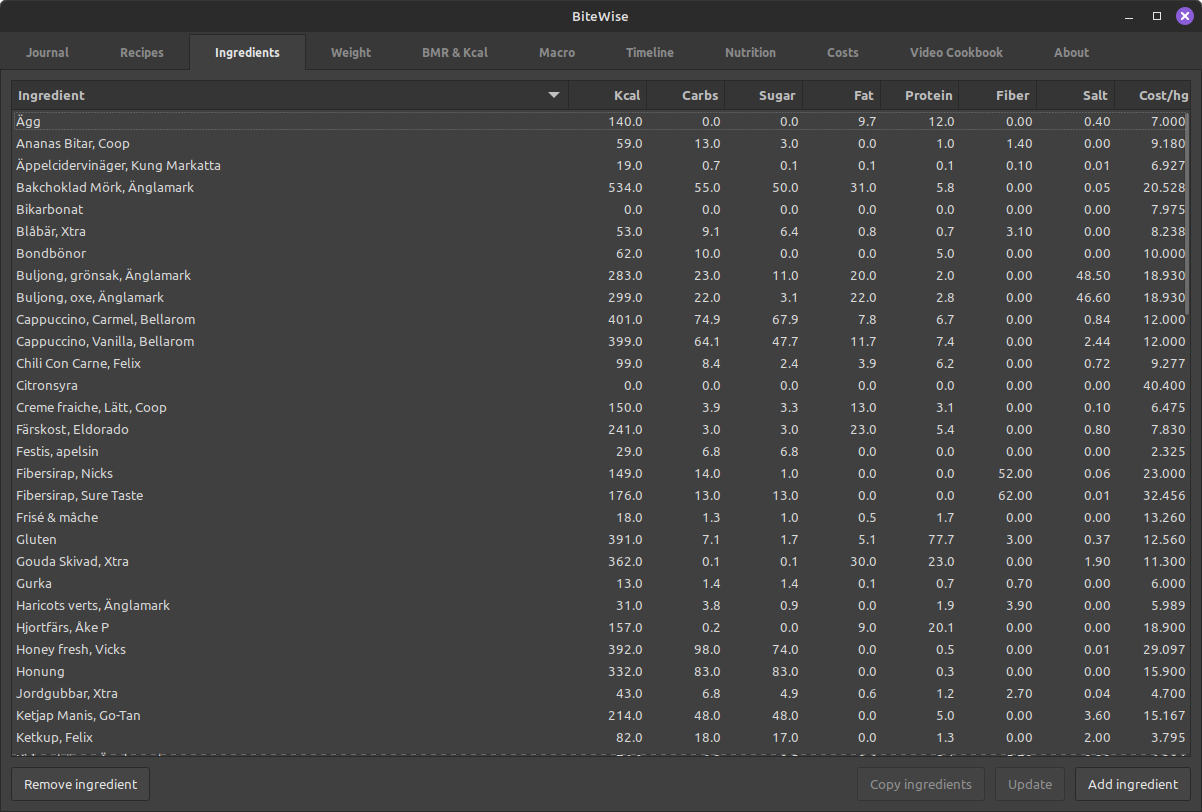 BiteWise
Journal Recipes Ingredients Weight BMR & Kcal Macro Timeline Nutrition Costs Video Cookbook About
Ingredient Kcal Carbs Sugar Fat Protein Fiber Salt Cost/hg
Ägg 140.0 0.0 0.0 9.7 12.0 0.00 0.40 7.000
Ananas Bitar, Coop 59.0 13.0 3.0 0.0 1.0 1.40 0.00 9.180
Äppelcidervinäger, Kung Markatta 19.0 0.7 0.1 0.1 0.1 0.10 0.01 6.927
Bakchoklad Mörk, Änglamark 534.0 55.0 50.0 31.0 5.8 0.00 0.05 20.528
Bikarbonat 0.0 0.0 0.0 0.0 0.0 0.00 0.00 7.975
Blåbär, Xtra 53.0 9.1 6.4 0.8 0.7 3.10 0.00 8.238
Bondbönor 62.0 10.0 0.0 0.0 5.0 0.00 0.00 10.000
Buljong, grönsak, Änglamark 283.0 23.0 11.0 20.0 2.0 0.00 48.50 18.930
Buljong, oxe, Änglamark 299.0 22.0 3.1 22.0 2.8 0.00 46.60 18.930
Cappuccino, Carmel, Bellarom 401.0 74.9 67.9 7.8 6.7 0.00 0.84 12.000
Cappuccino, Vanilla, Bellarom 399.0 64.1 47.7 11.7 7.4 0.00 2.44 12.000
Chili Con Carne, Felix 99.0 8.4 2.4 3.9 6.2 0.00 0.72 9.277
Citronsyra 0.0 0.0 0.0 0.0 0.0 0.00 0.00 40.400
Creme fraiche, Lätt, Coop 150.0 3.9 3.3 13.0 3.1 0.00 0.10 6.475
Färskost, Eldorado 241.0 3.0 3.0 23.0 5.4 0.00 0.80 7.830
Festis, apelsin 29.0 6.8 6.8 0.0 0.0 0.00 0.00 2.325
Fibersirap, Nicks 149.0 14.0 1.0 0.0 0.0 52.00 0.06 23.000
Fibersirap, Sure Taste 176.0 13.0 13.0 0.0 0.0 62.00 0.01 32.456
Frisé & mâche 18.0 1.3 1.0 0.5 1.7 0.00 0.00 13.260
Gluten 391.0 7.1 1.7 5.1 77.7 3.00 0.37 12.560
Gouda Skivad, Xtra 362.0 0.1 0.1 30.0 23.0 0.00 1.90 11.300
Gurka 13.0 1.4 1.4 0.1 0.7 0.70 0.00 6.000
Haricots verts, Änglamark 31.0 3.8 0.9 0.0 1.9 3.90 0.00 5.989
Hjortfärs, Åke P 157.0 0.2 0.0 9.0 20.1 0.00 0.00 18.900
Honey fresh, Vicks 392.0 98.0 74.0 0.0 0.5 0.00 0.01 29.097
Honung 332.0 83.0 83.0 0.0 0.3 0.00 0.00 15.900
Jordgubbar, Xtra 43.0 6.8 4.9 0.6 1.2 2.70 0.04 4.700
Ketjap Manis, Go-Tan 214.0 48.0 48.0 0.0 5.0 0.00 3.60 15.167
Ketkup, Felix 82.0 18.0 17.0 0.0 1.3 0.00 2.00 3.795
Remove ingredient Copy ingredients Update Add ingredient